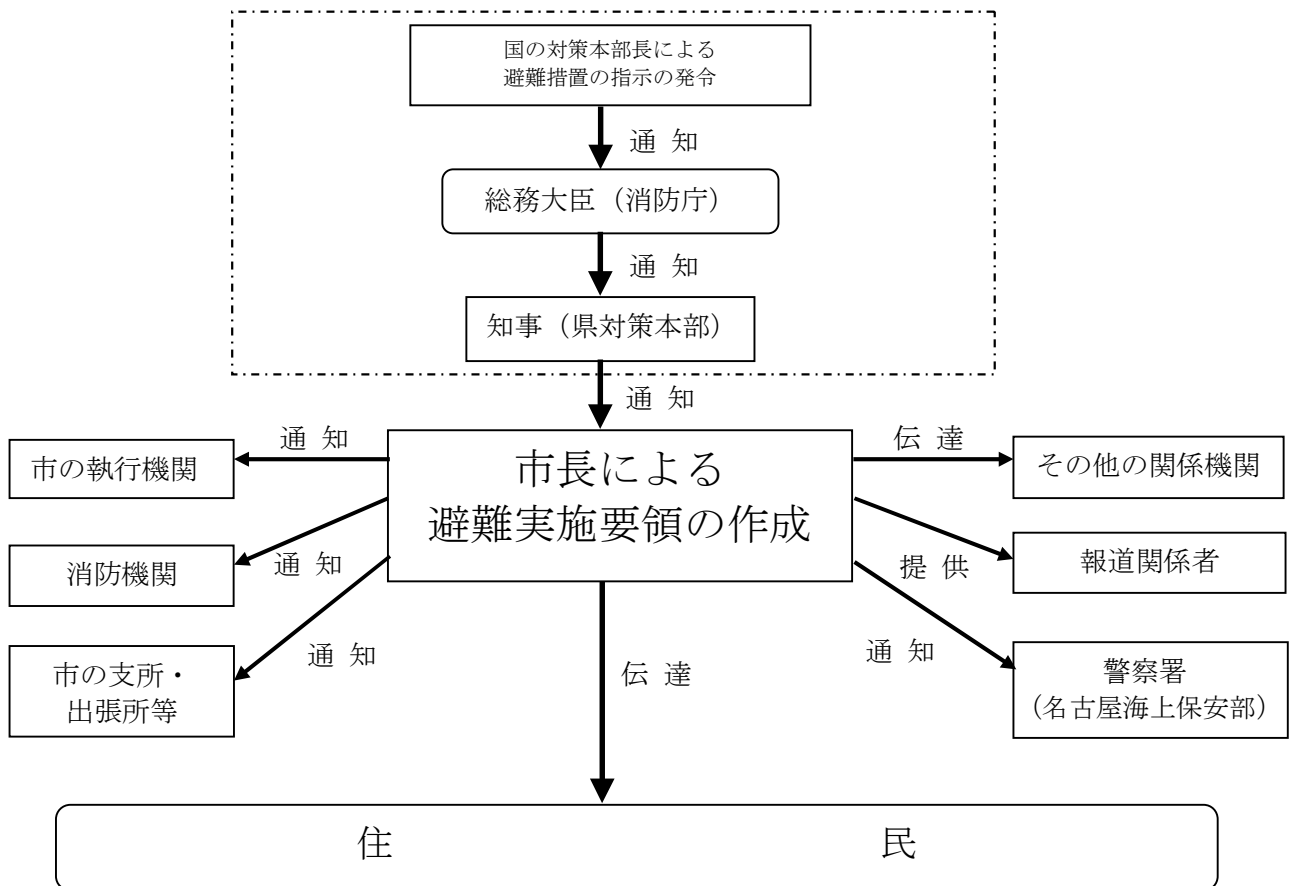 国の対策本部長による
避難措置の指示の発令
通 知
総務大臣（消防庁）
通 知
知事（県対策本部）
通 知
市長による
避難実施要領の作成
通 知
市の執行機関
通 知
消防機関
通 知
市の支所・
出張所等
伝 達
その他の関係機関
提 供
報道関係者
通 知
警察署
（名古屋海上保安部）
伝 達
住 民